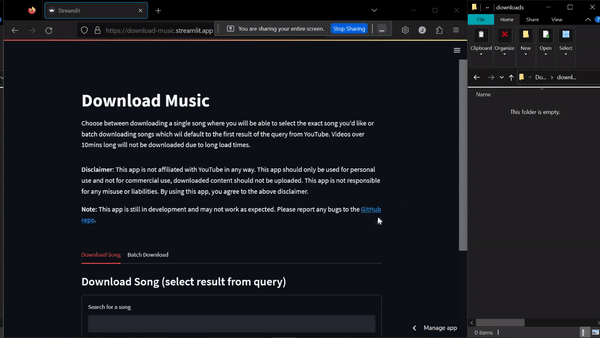 Streamlit
https://download-music.streamlit.app
You are sharing your entire screen.
Stop Sharing
Download Music
Choose between downloading a single song where you will be able to select the exact song you'd like or
batch downloading songs which wil default to the first result of the query from YouTube. Videos over
10mins long will not be downloaded due to long load times.
Disclaimer: This app is not affiliated with YouTube in any way. This app should only be used for personal
use and not for commercial use, downloaded content should not be uploaded. This app is not responsible
for any misuse or liabilities. By using this app, you agree to the above disclaimer.
Note: This app is still in development and may not work as expected. Please report any bugs to the GitHub
repo.
Download Song
Batch Download
Download Song (select result from query)
Search for a song
Manage app
downloads
File
Home
Share
View
Clipboard
Organize
New
Open
Select
Do...
downl...
Name
This folder is empty.
0 items